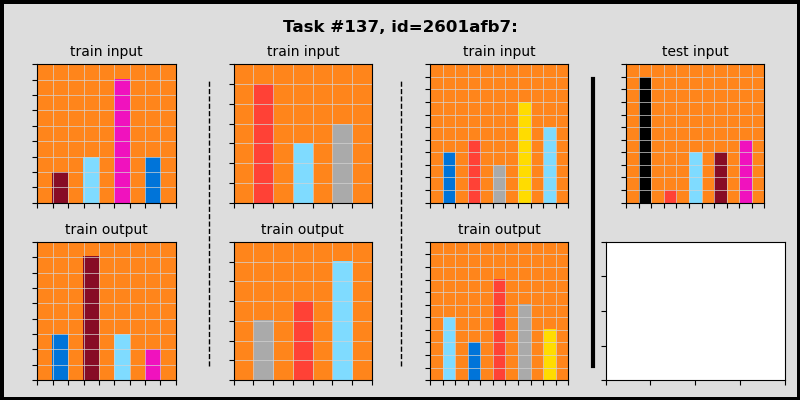 Task #137, id=2601afb7:
train input
train input
train input
test input
train output
train output
train output